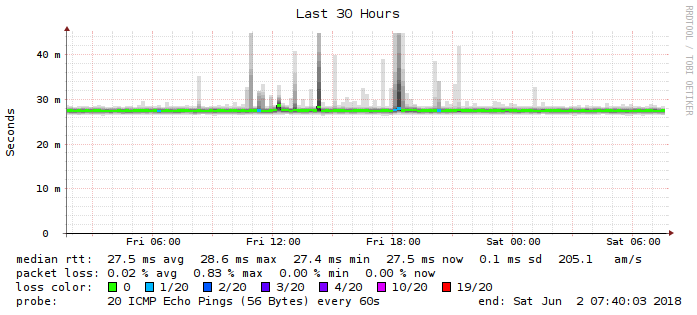 Last 30 Hours
RRDTOOL / TOBI OETIKER
Seconds
40 m
30 m
20 m
10 m
0
Fri 06:00 Fri 12:00 Fri 18:00 Sat 00:00 Sat 06:00
median rtt: 27.5 ms avg 28.6 ms max 27.4 ms min 27.5 ms now 0.1 ms sd 205.1 am/s
packet loss: 0.02 % avg 0.83 % max 0.00 % min 0.00 % now
loss color: 0 1/20 2/20 3/20 4/20 10/20 19/20
probe: 20 ICMP Echo Pings (56 Bytes) every 60s end: Sat Jun 2 07:40:03 2018